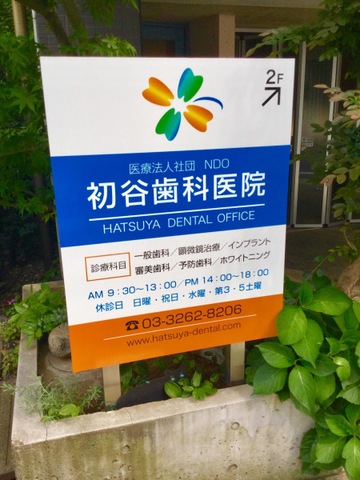 2F
医療法人社団 NDO
初谷歯科医院
HATSUYA DENTAL OFFICE
診療科目
一般歯科/顕微鏡治療/インプラント
審美歯科/予防歯科/ホワイトニング
AM 9:30~13:00/PM 14:00~18:00
休診日 日曜・祝日・水曜・第3・5土曜
☎03-3262-8206
www.hatsuya-dental.com